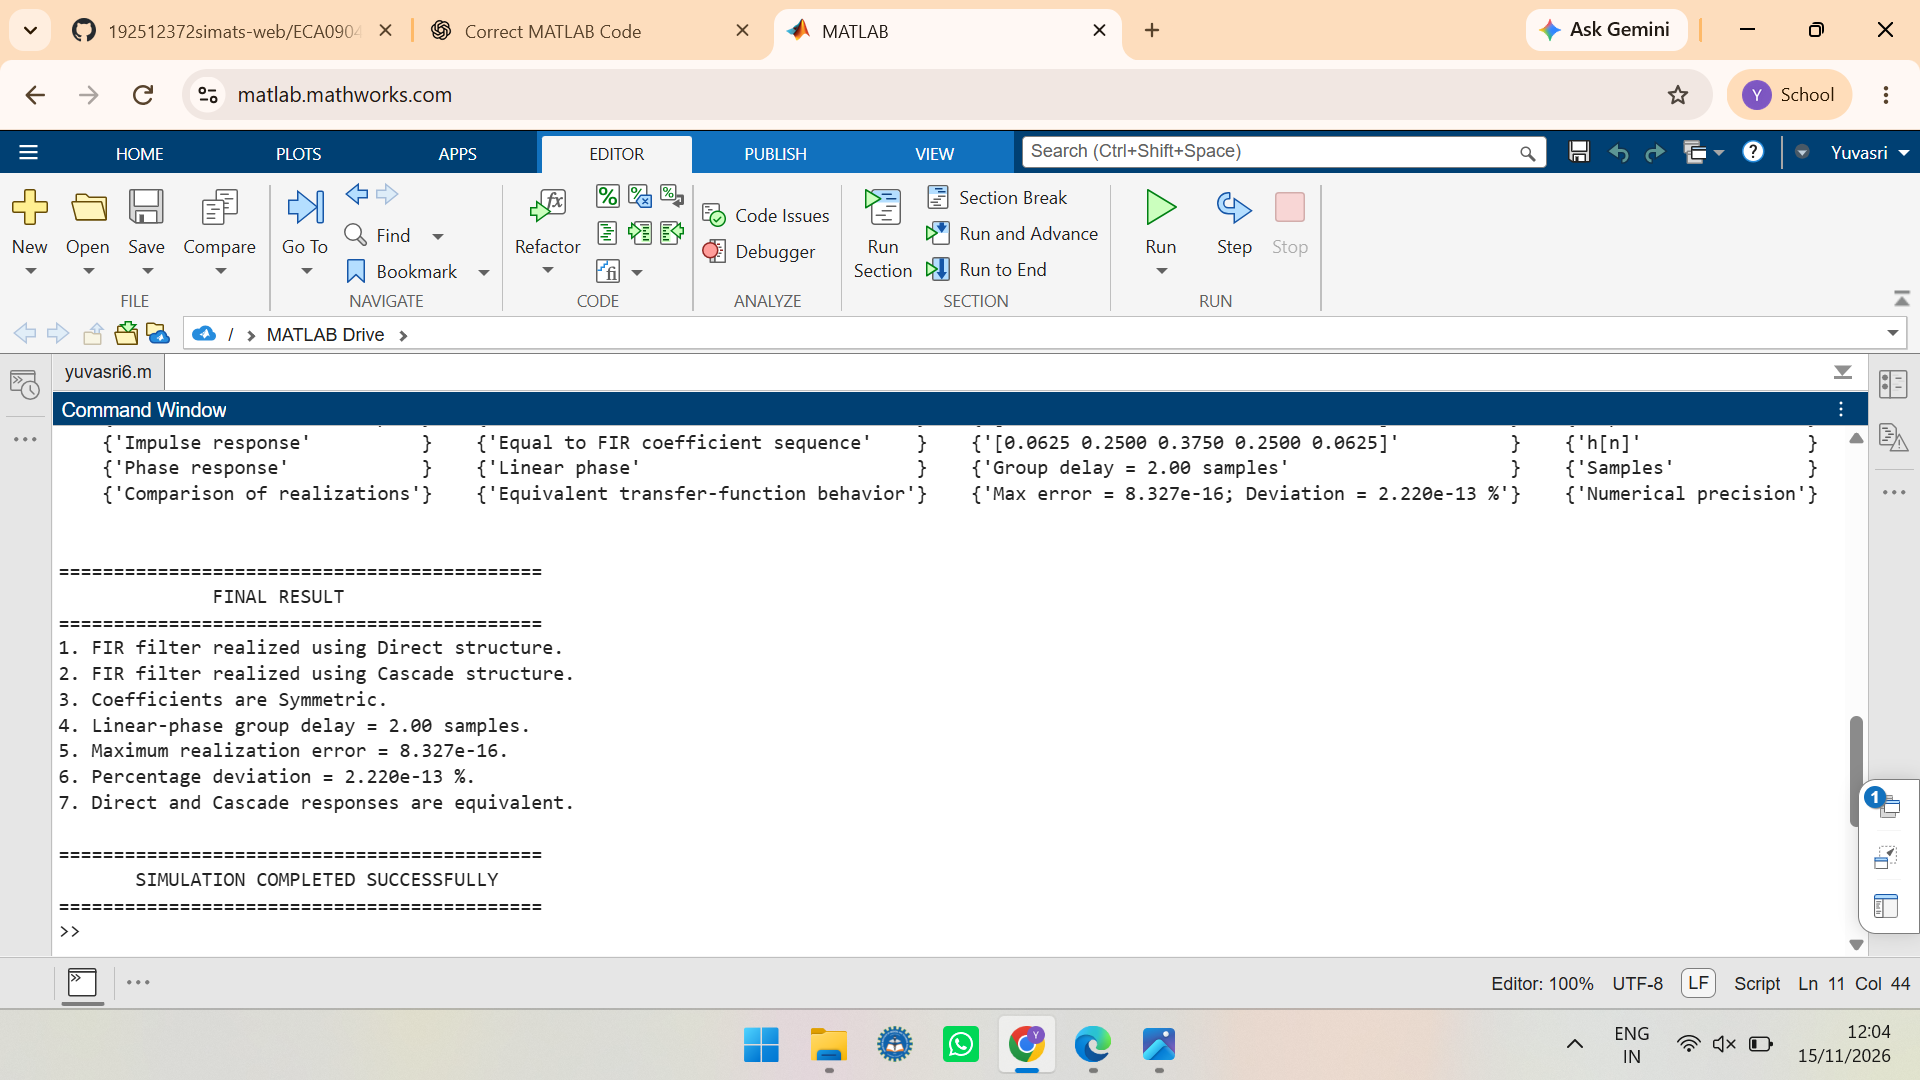 192512372simats-web/ECA0904
Correct MATLAB Code
MATLAB
Ask Gemini
matlab.mathworks.com
Y School
HOME PLOTS APPS EDITOR PUBLISH VIEW Search (Ctrl+Shift+Space) Yuvasri
New Open Save Compare Go To Find Bookmark Refactor Code Issues Debugger Run Section Section Break Run and Advance Run to End Run Step Stop
FILE NAVIGATE CODE ANALYZE SECTION RUN
/ > MATLAB Drive >
yuvasri6.m
Command Window
{'Impulse response' } {'Equal to FIR coefficient sequence' } {'[0.0625 0.2500 0.3750 0.2500 0.0625]' } {'h[n]' }
{'Phase response' } {'Linear phase' } {'Group delay = 2.00 samples' } {'Samples' }
{'Comparison of realizations'} {'Equivalent transfer-function behavior'} {'Max error = 8.327e-16; Deviation = 2.220e-13 %'} {'Numerical precision'}
============================================
FINAL RESULT
============================================
1. FIR filter realized using Direct structure.
2. FIR filter realized using Cascade structure.
3. Coefficients are Symmetric.
4. Linear-phase group delay = 2.00 samples.
5. Maximum realization error = 8.327e-16.
6. Percentage deviation = 2.220e-13 %.
7. Direct and Cascade responses are equivalent.
============================================
SIMULATION COMPLETED SUCCESSFULLY
============================================
>>
1
Editor: 100% UTF-8 LF Script Ln 11 Col 44
ENG
IN
12:04
15/11/2026